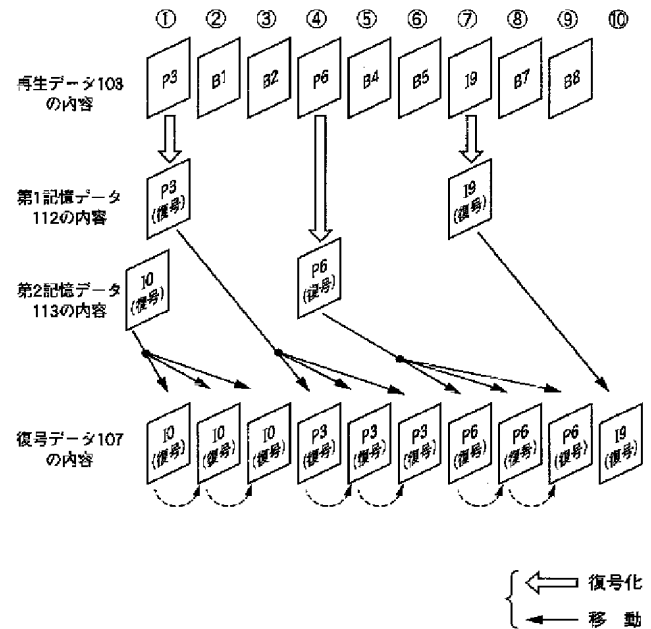 ① ② ③ ④ ⑤ ⑥ ⑦ ⑧ ⑨ ⑩
再生データ103
の内容
P3 B1 B2 P6 B4 B5 I9 B7 B8
第1記憶データ
112の内容
P3
(復号)
I9
(復号)
第2記憶データ
113の内容
I0
(復号)
P6
(復号)
復号データ107
の内容
I0 I0 I0 P3 P3 P3 P6 P6 P6 I9
(復号) (復号) (復号) (復号) (復号) (復号) (復号) (復号) (復号) (復号)
復号化
移 動